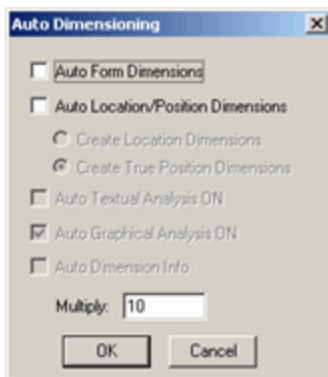 Auto Dimensioning
Auto Form Dimensions
Auto Location/Position Dimensions
Create Location Dimensions
Create True Position Dimensions
Auto Textual Analysis ON
Auto Graphical Analysis ON
Auto Dimension Info
Multiply: 10
OK Cancel